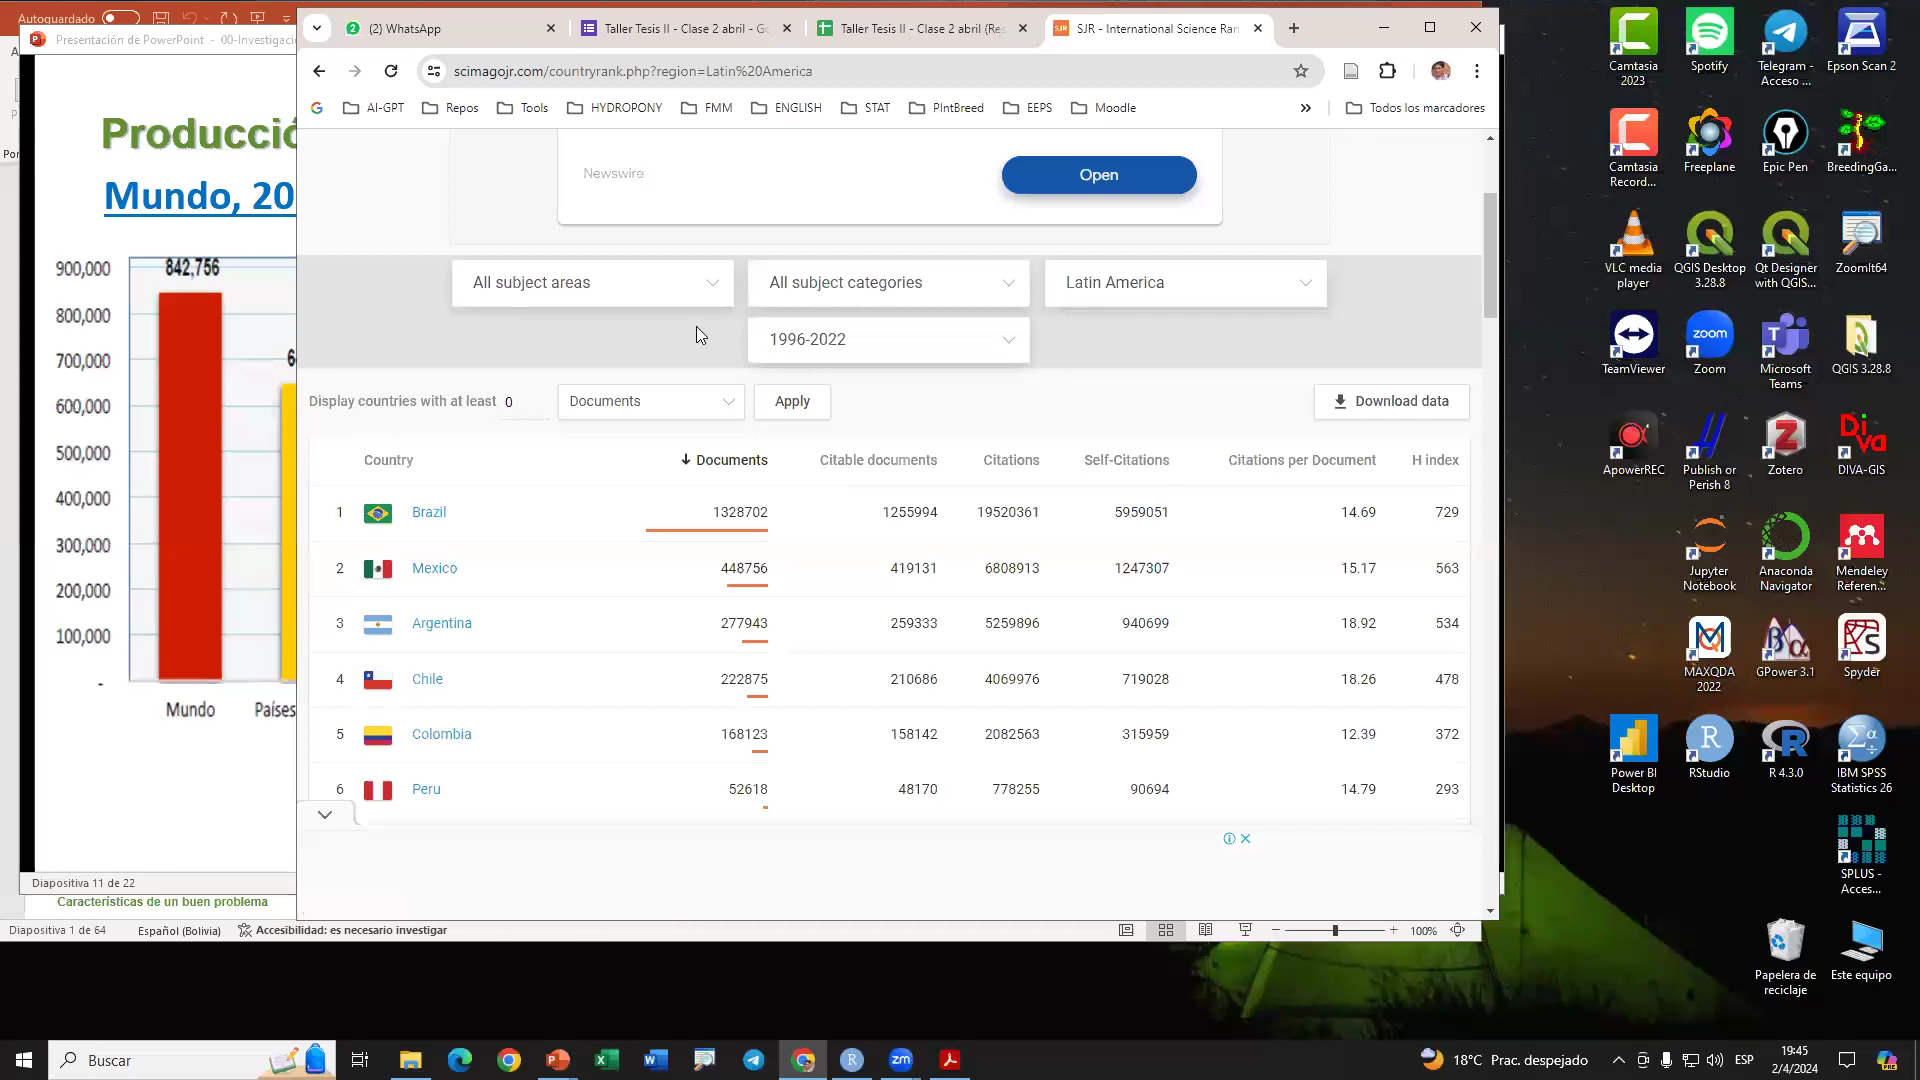 Autoguardado
Presentación de PowerPoint - 00-Investigaci
(2) WhatsApp
Taller Tesis II - Clase 2 abril - Go
Taller Tesis II - Clase 2 abril (Res
SJR
SJR - International Science Ran
scimagojr.com/countryrank.php?region=Latin%20America
AI-GPT
Repos
Tools
HYDROPONY
FMM
ENGLISH
STAT
PlntBreed
EEPS
Moodle
Todos los marcadores
Producció
Mundo, 20
900,000
800,000
700,000
600,000
500,000
400,000
300,000
200,000
100,000
-
842,756
6
Mundo
Países
Diapositiva 11 de 22
Características de un buen problema
Newswire
Open
All subject areas
All subject categories
Latin America
1996-2022
Display countries with at least 0
Documents
Apply
Download data
Country Documents Citable documents Citations Self-Citations Citations per Document H index
1 Brazil 1328702 1255994 19520361 5959051 14.69 729
2 Mexico 448756 419131 6808913 1247307 15.17 563
3 Argentina 277943 259333 5259896 940699 18.92 534
4 Chile 222875 210686 4069976 719028 18.26 478
5 Colombia 168123 158142 2082563 315959 12.39 372
6 Peru 52618 48170 778255 90694 14.79 293
Diapositiva 1 de 64
Español (Bolivia)
Accesibilidad: es necesario investigar
100%
Camtasia 2023
Spotify
Telegram - Acceso ...
Epson Scan 2
Camtasia Record...
Freeplane
Epic Pen
BreedingGa...
VLC media player
QGIS Desktop 3.28.8
Qt Designer with QGIS...
ZoomIt64
TeamViewer
zoom
Zoom
Microsoft Teams
QGIS 3.28.8
ApowerREC
Publish or Perish 8
Zotero
DIVA-GIS
Jupyter Notebook
Anaconda Navigator
Mendeley Referen...
MAXQDA 2022
GPower 3.1
Spyder
Power BI Desktop
RStudio
R 4.3.0
IBM SPSS Statistics 26
SPLUS - Acces...
Papelera de reciclaje
Este equipo
Buscar
zm
18°C Prac. despejado
ESP
19:45
2/4/2024